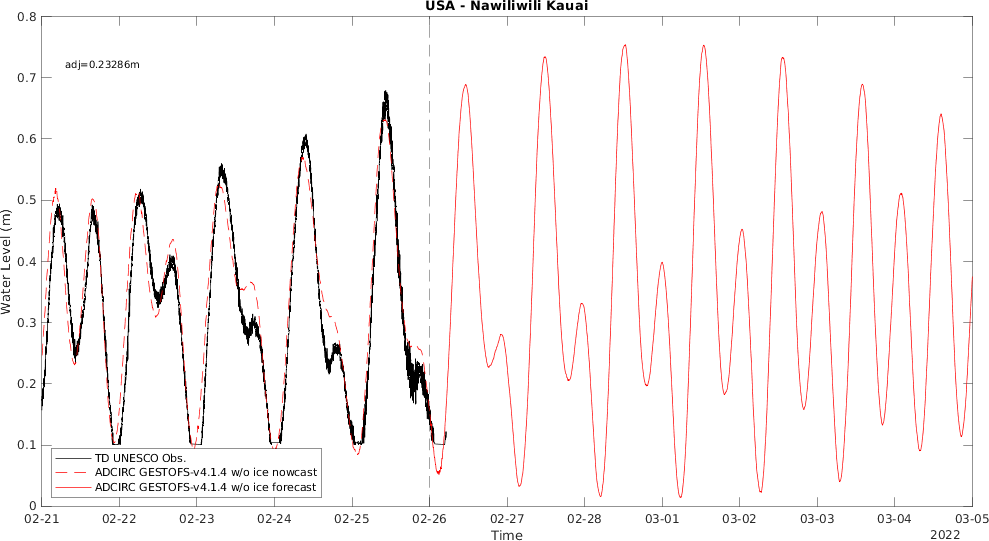 USA - Nawiliwili Kauai
0.8
0.7
0.6
0.5
0.4
0.3
0.2
0.1
0
Water Level (m)
adj=0.23286m
TD UNESCO Obs.
ADCIRC GESTOFS-v4.1.4 w/o ice nowcast
ADCIRC GESTOFS-v4.1.4 w/o ice forecast
02-21 02-22 02-23 02-24 02-25 02-26 02-27 02-28 03-01 03-02 03-03 03-04 03-05
Time
2022